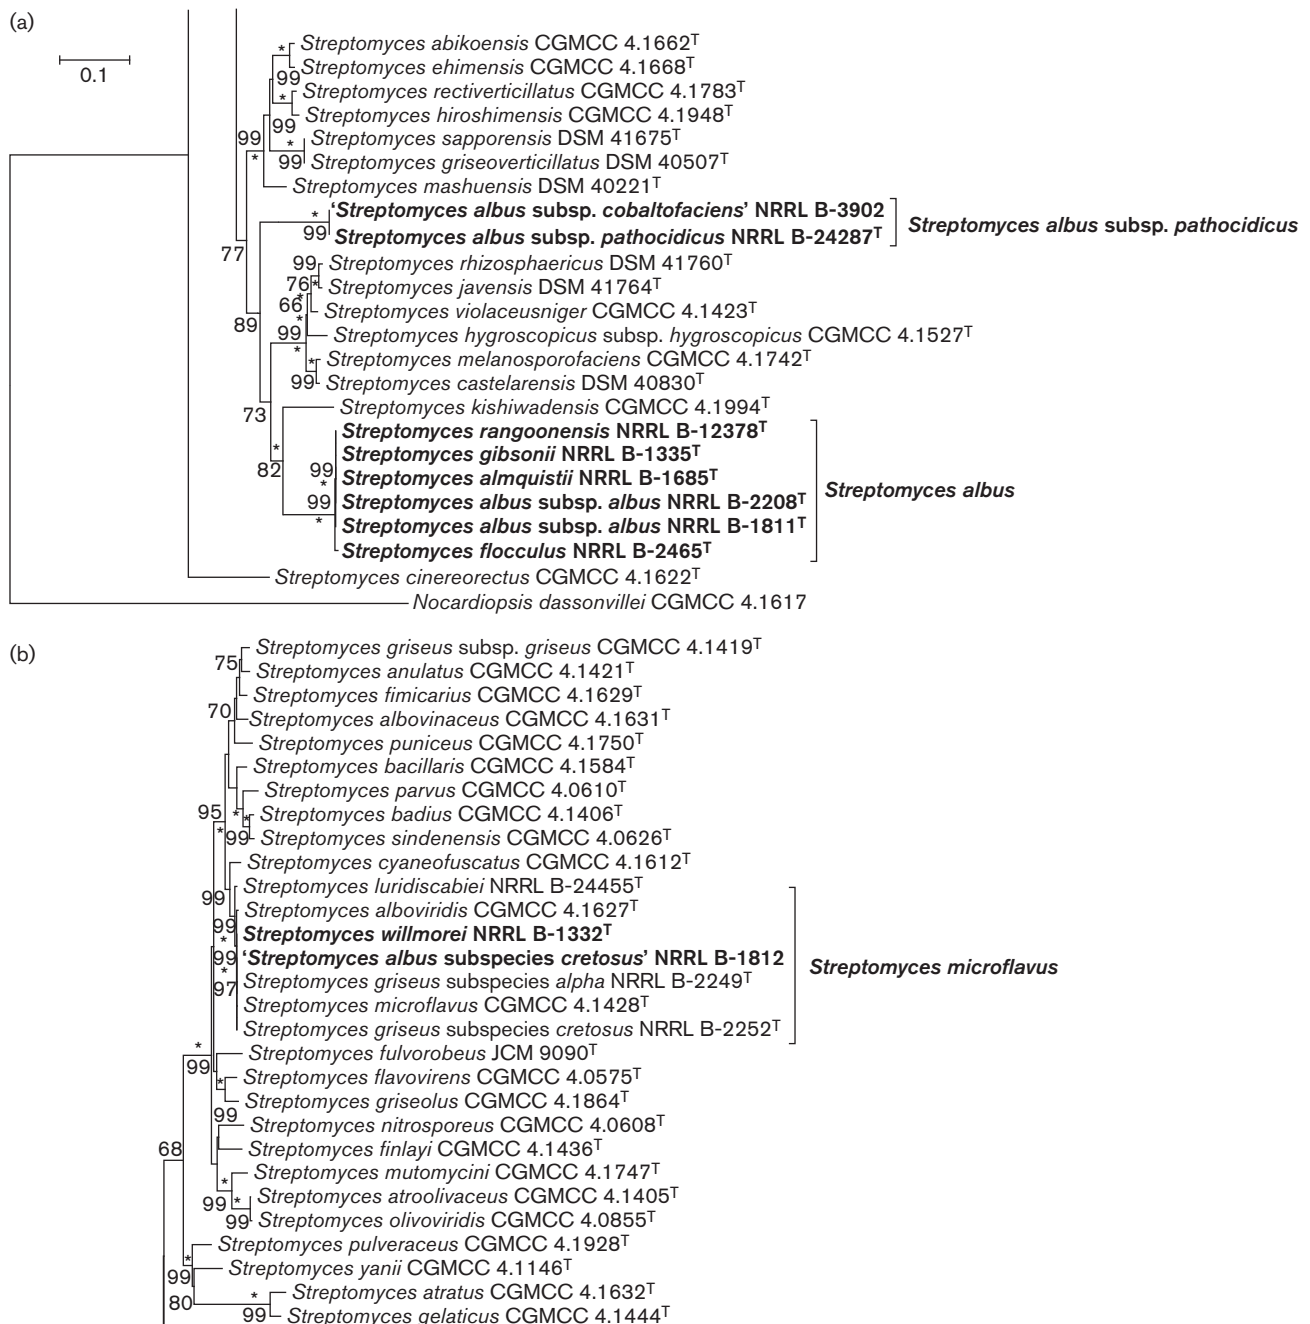 (a)
0.1
Streptomyces abikoensis CGMCC 4.1662T
*
Streptomyces ehimensis CGMCC 4.1668T
99
Streptomyces rectiverticillatus CGMCC 4.1783T
*
Streptomyces hiroshimensis CGMCC 4.1948T
99
99
*
Streptomyces sapporensis DSM 41675T
*
Streptomyces griseoverticillatus DSM 40507T
99
Streptomyces mashuensis DSM 40221T
'Streptomyces albus subsp. cobaltofaciens' NRRL B-3902
*
99
Streptomyces albus subsp. pathocidicus NRRL B-24287T
Streptomyces albus subsp. pathocidicus
77
99
Streptomyces rhizosphaericus DSM 41760T
76
*
Streptomyces javensis DSM 41764T
*
66
Streptomyces violaceusniger CGMCC 4.1423T
*
89
99
Streptomyces hygroscopicus subsp. hygroscopicus CGMCC 4.1527T
*
*
Streptomyces melanosporofaciens CGMCC 4.1742T
99
Streptomyces castelarensis DSM 40830T
73
Streptomyces kishiwadensis CGMCC 4.1994T
Streptomyces rangoonensis NRRL B-12378T
*
Streptomyces gibsonii NRRL B-1335T
82
99
*
Streptomyces almquistii NRRL B-1685T
Streptomyces albus
99
*
Streptomyces albus subsp. albus NRRL B-2208T
Streptomyces albus subsp. albus NRRL B-1811T
Streptomyces flocculus NRRL B-2465T
Streptomyces cinereorectus CGMCC 4.1622T
Nocardiopsis dassonvillei CGMCC 4.1617
(b)
Streptomyces griseus subsp. griseus CGMCC 4.1419T
75
Streptomyces anulatus CGMCC 4.1421T
Streptomyces fimicarius CGMCC 4.1629T
70
Streptomyces albovinaceus CGMCC 4.1631T
Streptomyces puniceus CGMCC 4.1750T
Streptomyces bacillaris CGMCC 4.1584T
Streptomyces parvus CGMCC 4.0610T
95
*
*
*
Streptomyces badius CGMCC 4.1406T
99
Streptomyces sindenensis CGMCC 4.0626T
Streptomyces cyaneofuscatus CGMCC 4.1612T
Streptomyces luridiscabiei NRRL B-24455T
99
Streptomyces alboviridis CGMCC 4.1627T
99
*
Streptomyces willmorei NRRL B-1332T
99
*
'Streptomyces albus subspecies cretosus' NRRL B-1812
Streptomyces microflavus
97
Streptomyces griseus subspecies alpha NRRL B-2249T
Streptomyces microflavus CGMCC 4.1428T
Streptomyces griseus subspecies cretosus NRRL B-2252T
*
99
Streptomyces fulvorobeus JCM 9090T
*
Streptomyces flavovirens CGMCC 4.0575T
Streptomyces griseolus CGMCC 4.1864T
99
Streptomyces nitrosporeus CGMCC 4.0608T
68
Streptomyces finlayi CGMCC 4.1436T
*
Streptomyces mutomycini CGMCC 4.1747T
99
*
Streptomyces atroolivaceus CGMCC 4.1405T
99
Streptomyces olivoviridis CGMCC 4.0855T
*
Streptomyces pulveraceus CGMCC 4.1928T
99
Streptomyces yanii CGMCC 4.1146T
80
*
Streptomyces atratus CGMCC 4.1632T
99
Streptomyces gelaticus CGMCC 4.1444T